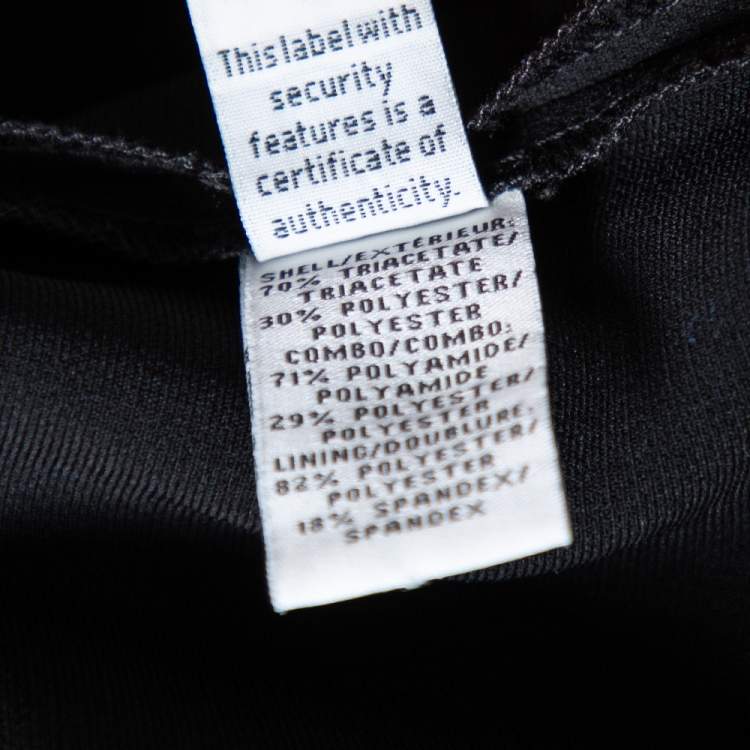 This label with
security
features is a
certificate of
authenticity.
SHELL/EXTÉRIEUR:
70% TRIACETATE/
TRIACETATE
30% POLYESTER/
POLYESTER
COMBO/COMBO:
71% POLYAMIDE/
POLYAMIDE
29% POLYESTER/
POLYESTER
LINING/DOUBLURE:
82% POLYESTER/
POLYESTER
18% SPANDEX/
SPANDEX